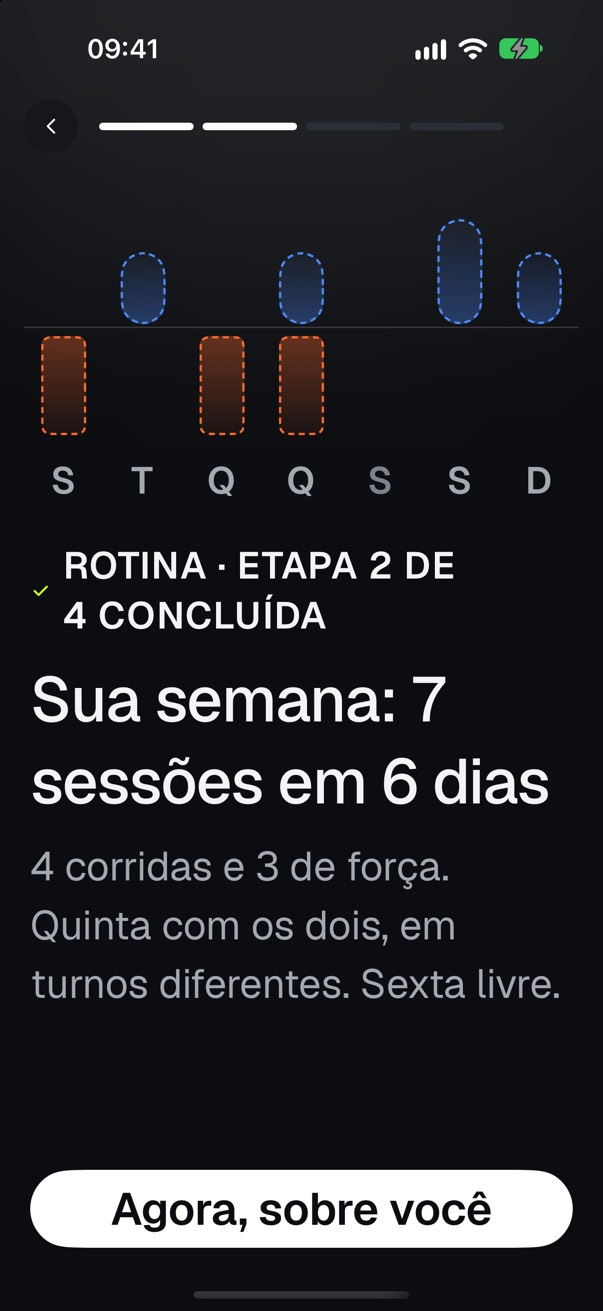 09:41
S T Q Q S S D
ROTINA · ETAPA 2 DE
4 CONCLUÍDA
Sua semana: 7
sessões em 6 dias
4 corridas e 3 de força.
Quinta com os dois, em
turnos diferentes. Sexta livre.
Agora, sobre você